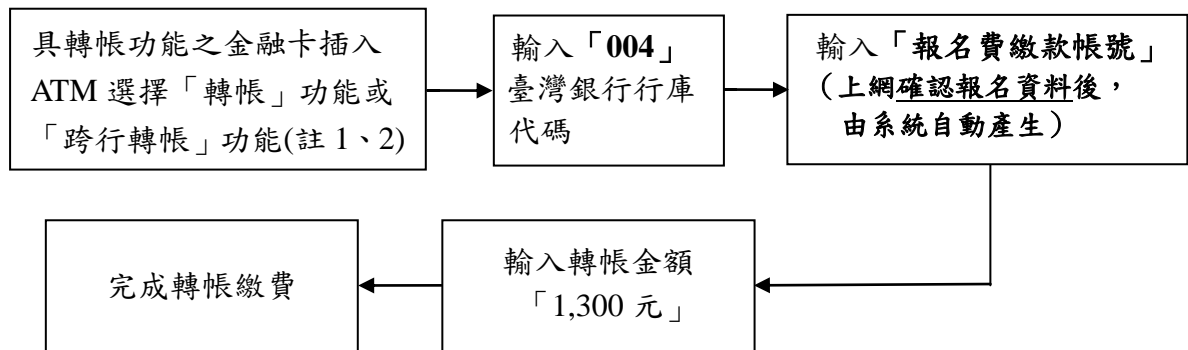 具轉帳功能之金融卡插入
ATM 選擇「轉帳」功能或
「跨行轉帳」功能(註 1、2)
輸入「004」
臺灣銀行行庫
代碼
輸入「報名費繳款帳號」
(上網確認報名資料後，
由系統自動產生)
輸入轉帳金額
「1,300 元」
完成轉帳繳費